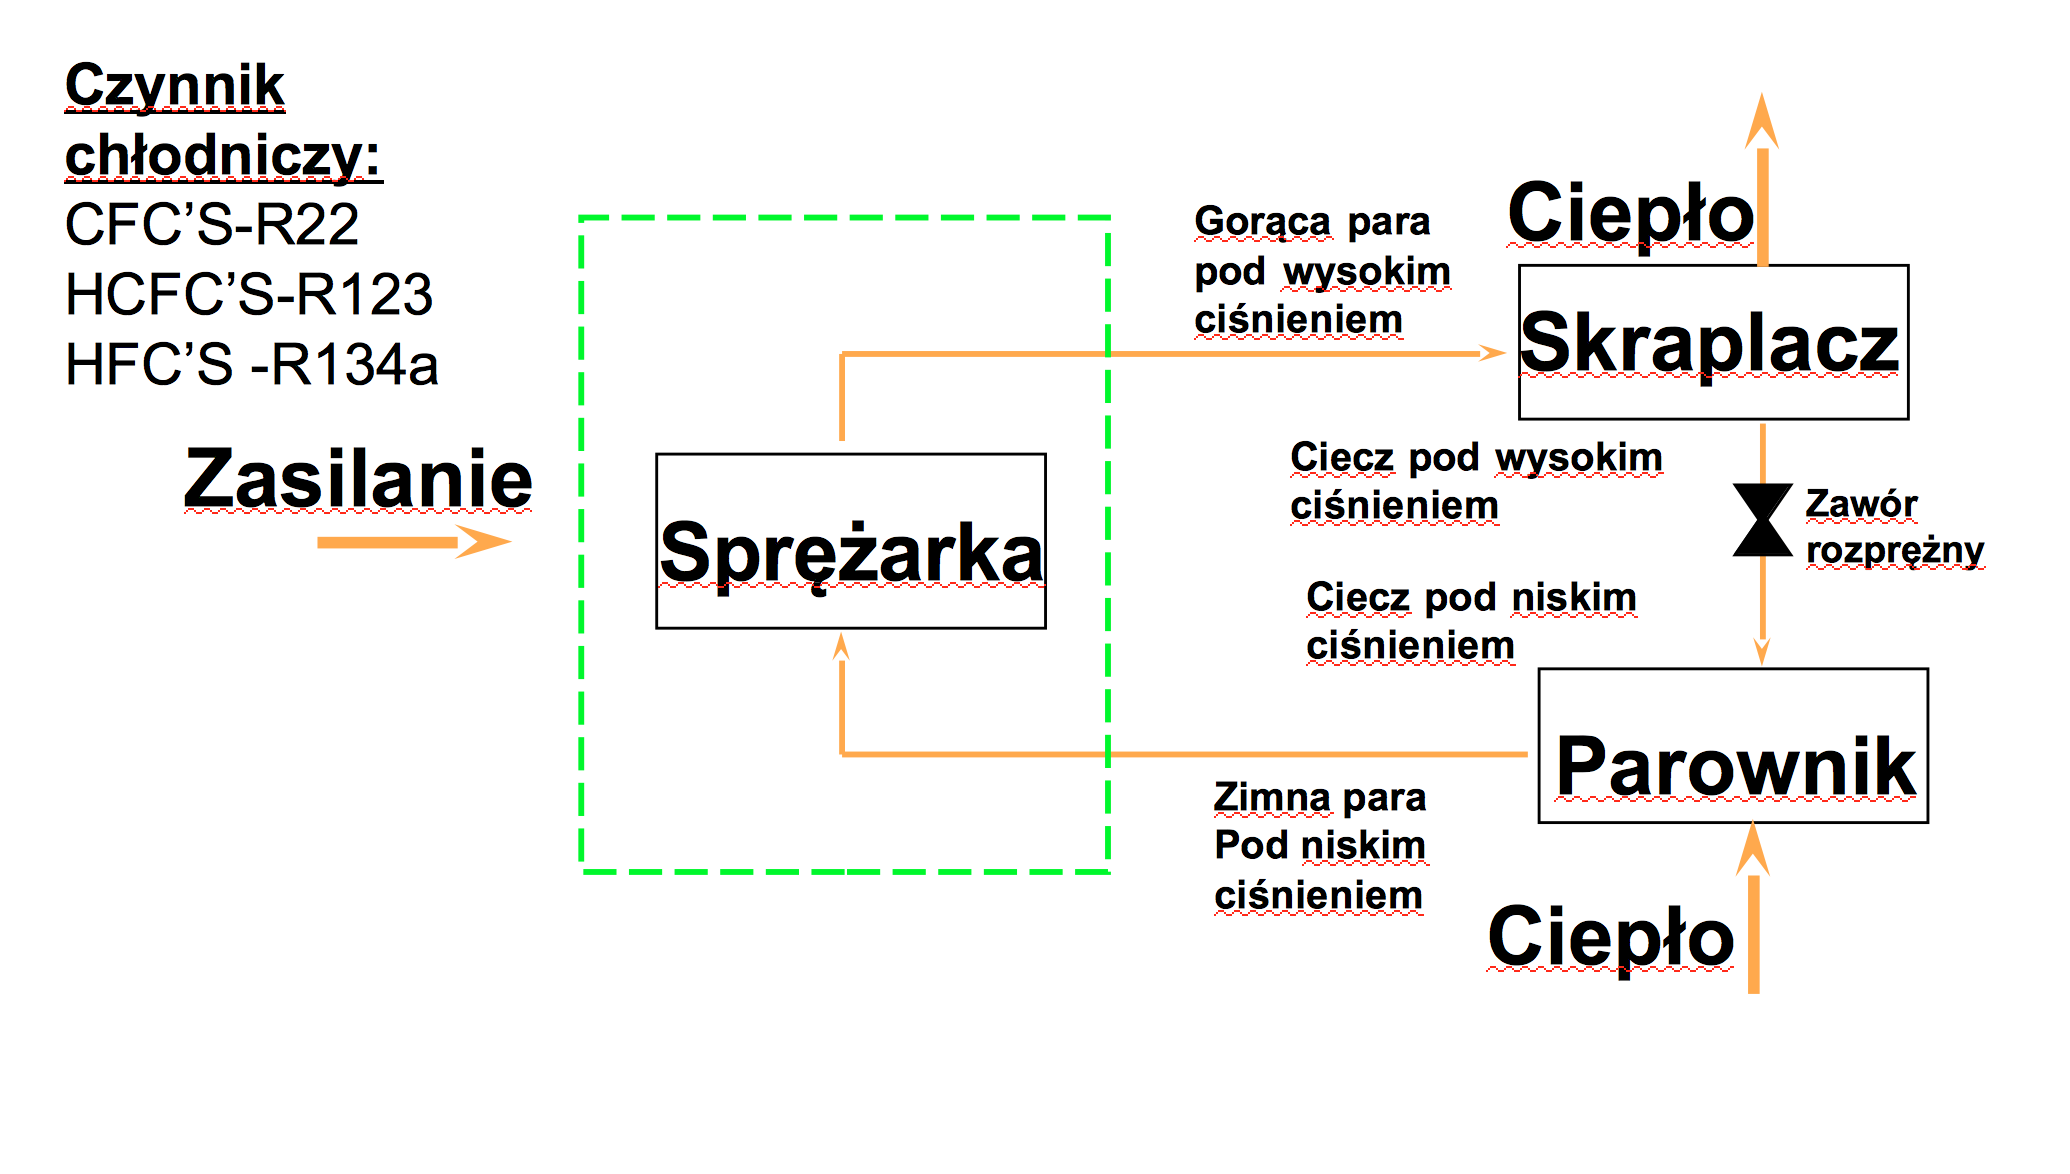 Czynnik
chłodniczy:
CFC’S-R22
HCFC’S-R123
HFC’S -R134a
Zasilanie
Sprężarka
Gorąca para
pod wysokim
ciśnieniem
Ciepło
Skraplacz
Ciecz pod wysokim
ciśnieniem
Zawór
rozprężny
Ciecz pod niskim
ciśnieniem
Parownik
Zimna para
Pod niskim
ciśnieniem
Ciepło